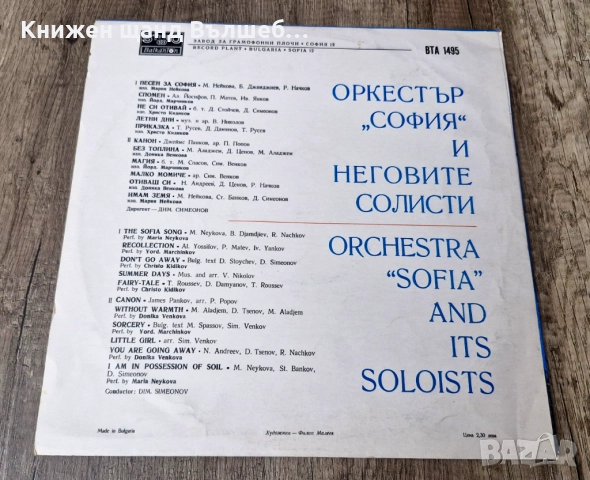 Книжен шанд Вълшеб...
Balkanton
ЗАВОД ЗА ГРАМОФОННИ ПЛОЧИ • СОФИЯ 12
RECORD PLANT • BULGARIA • SOFIA 12
ВТА 1495
I ПЕСЕН ЗА СОФИЯ • М. Нейкова, Б. Джамджиев, Р. Начков
изп. Мария Нейкова
СПОМЕН • Ал. Йосифов, П. Матев, Ив. Янков
изп. Йорд. Марчинков
НЕ СИ ОТИВАЙ • б. т. Д. Стойчев, Д. Симеонов
изп. Христо Кидиков
ЛЕТНИ ДНИ • муз. и ар. В. Николов
ПРИКАЗКА • Т. Русев, Д. Дамянов, Т. Русев
изп. Христо Кидиков
II КАНОН • Джеймс Панков, ар. П. Попов
БЕЗ ТОПЛИНА • М. Аладжем, Д. Ценов, М. Аладжем
изп. Доника Венкова
МАГИЯ • б. т. М. Спасов, Сим. Венков
изп. Йорд. Марчинков
МАЛКО МОМИЧЕ • ар. Сим. Венков
ОТИВАШ СИ • Н. Андреев, Д. Ценов, Р. Начков
изп. Доника Венкова
ИМАМ ЗЕМЯ • М. Нейкова, Ст. Банков, Д. Симеонов
изп. Мария Нейкова
Диригент — ДИМ. СИМЕОНОВ
ОРКЕСТЪР
„СОФИЯ“
И
НЕГОВИТЕ
СОЛИСТИ
I THE SOFIA SONG • M. Neykova, B. Djamdjiev, R. Nachkov
Perf. by Maria Neykova
RECOLLECTION • Al. Yossifov, P. Matev, Iv. Yankov
Perf. by Yord. Marchinkov
DON'T GO AWAY • Bulg. text D. Stoychev, D. Simeonov
Perf. by Christo Kidikov
SUMMER DAYS • Mus. and arr. V. Nikolov
FAIRY-TALE • T. Roussev, D. Damyanov, T. Roussev
Perf. by Christo Kidikov
II CANON • James Pankov, arr. P. Popov
WITHOUT WARMTH • M. Aladjem, D. Tsenov, M. Aladjem
Perf. by Donika Venkova
SORCERY • Bulg. text M. Spassov, Sim. Venkov
Perf. by Yord. Marchinkov
LITTLE GIRL • arr. Sim. Venkov
YOU ARE GOING AWAY • N. Andreev, D. Tsenov, R. Nachkov
Perf. by Donika Venkova
I AM IN POSSESSION OF SOIL • M. Neykova, St. Bankov,
D. Simeonov
Perf. by Maria Neykova
Conductor: DIM. SIMEONOV
ORCHESTRA
“SOFIA”
AND
ITS
SOLOISTS
Made in Bulgaria
Художник — Филип Малеев
Цена 2,30 лева
BAZAR